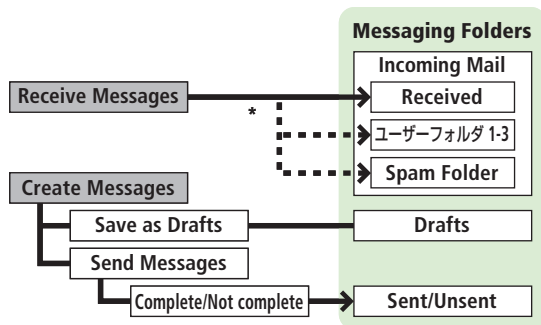 Messaging Folders
Incoming Mail
Receive Messages
Received
*
ユーザーフォルダ 1-3
Spam Folder
Create Messages
Save as Drafts
Drafts
Send Messages
Complete/Not complete
Sent/Unsent